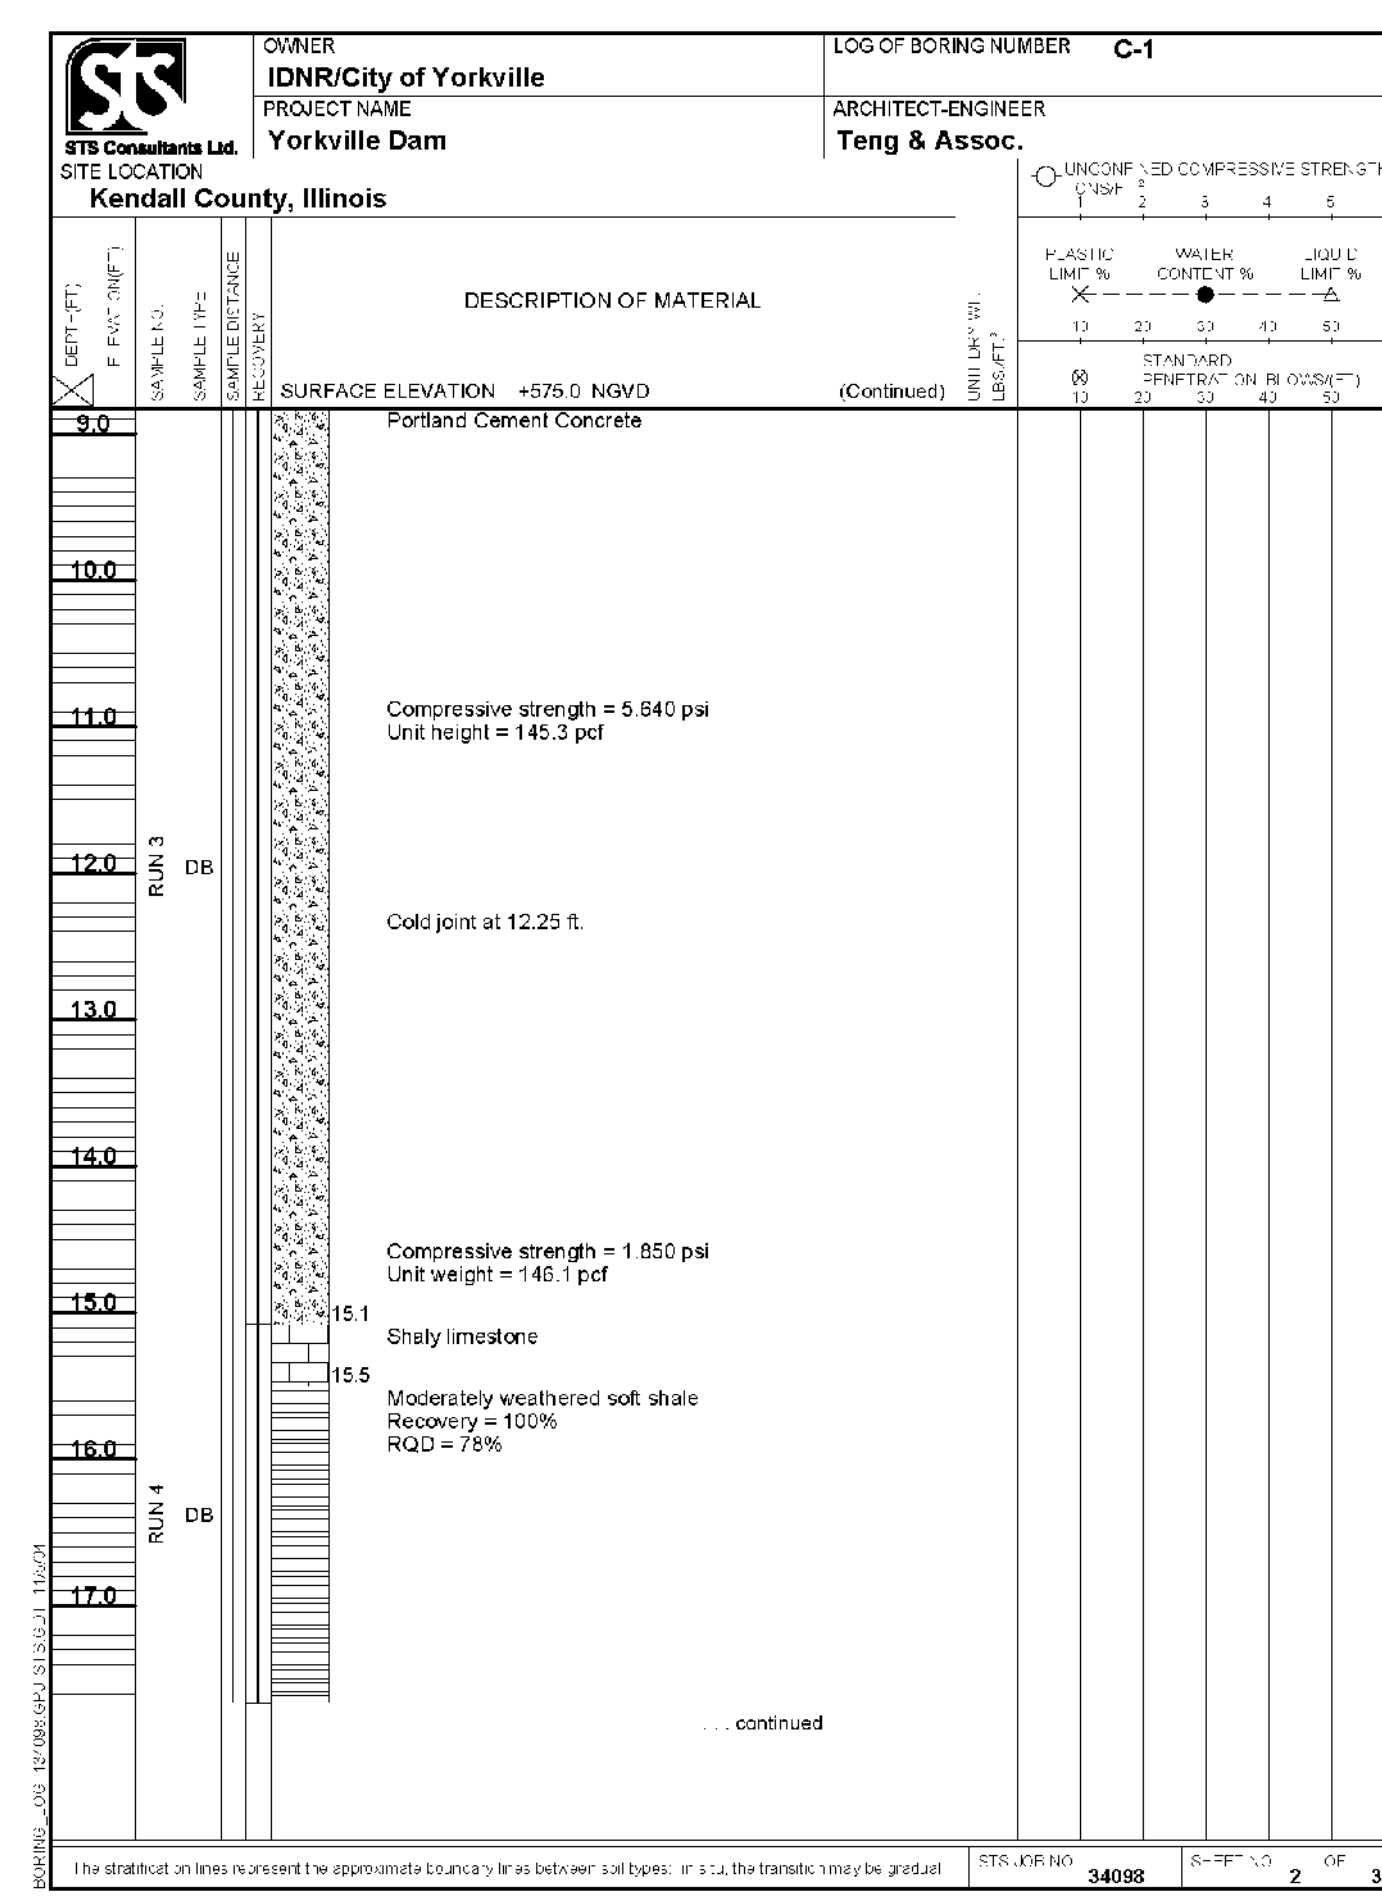 STS
STS Consultants Ltd.
OWNER
IDNR/City of Yorkville
LOG OF BORING NUMBER C-1
PROJECT NAME
Yorkville Dam
ARCHITECT-ENGINEER
Teng & Assoc.
SITE LOCATION
Kendall County, Illinois
COMPRESSIVE STRENGTH
2
1 2 3 4 5
PLASTIC LIMIT %
WATER CONTENT %
LIMIT %
10 20 30 40 50
STANDARD
10 20 30 40 50
SAMPLE NO.
SAMPLE TYPE
SAMPLE DISTANCE
RECOVERY
DESCRIPTION OF MATERIAL
UNIT DRY WT.
LBS./FT.³
SURFACE ELEVATION +575.0 NGVD (Continued)
9.0
Portland Cement Concrete
10.0
11.0
Compressive strength = 5.640 psi
Unit height = 145.3 pcf
12.0
RUN 3
DB
Cold joint at 12.25 ft.
13.0
14.0
Compressive strength = 1.850 psi
Unit weight = 146.1 pcf
15.0
15.1
Shaly limestone
15.5
Moderately weathered soft shale
Recovery = 100%
RQD = 78%
16.0
RUN 4
DB
17.0
. . . continued
The stratification lines represent the approximate boundary lines between soil types: in situ, the transition may be gradual
STS JOB NO.
34098
SHEET NO. 2 OF 3